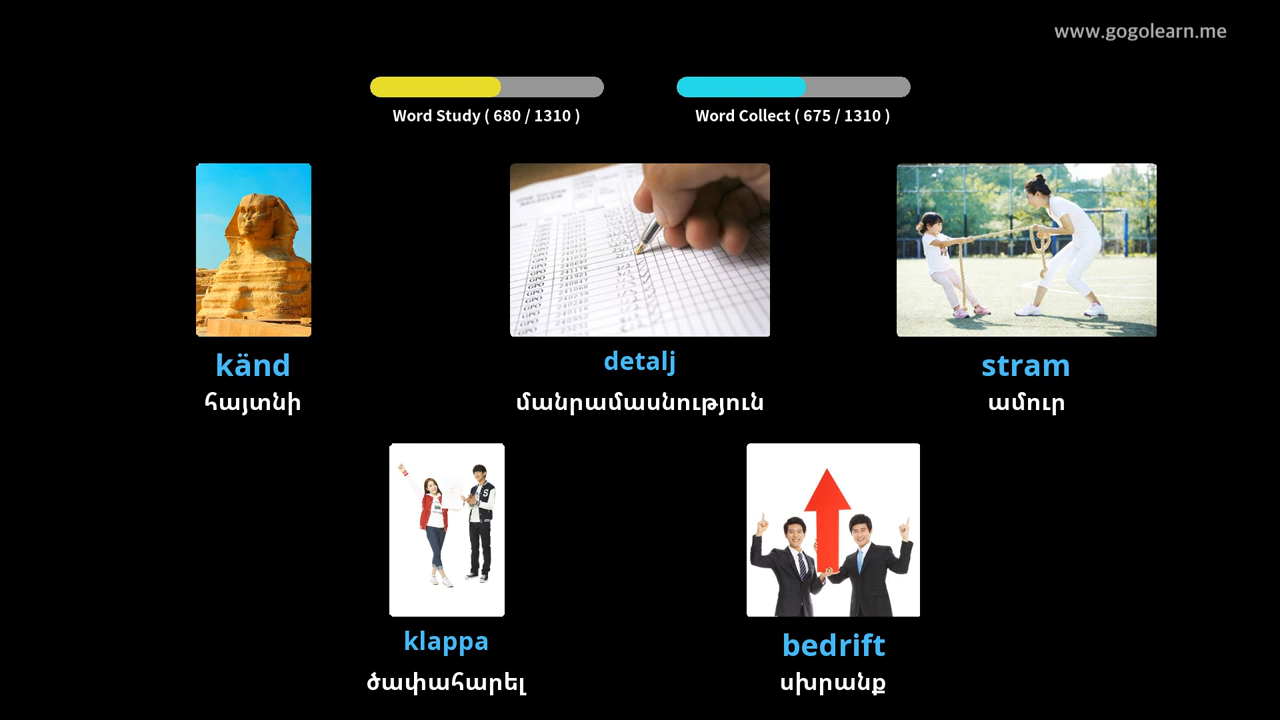 www.gogolearn.me
Word Study ( 680 / 1310 )
Word Collect ( 675 / 1310 )
känd
հայտնի
detalj
մանրամասնություն
stram
ամուր
klappa
ծափահարել
bedrift
սխրանք